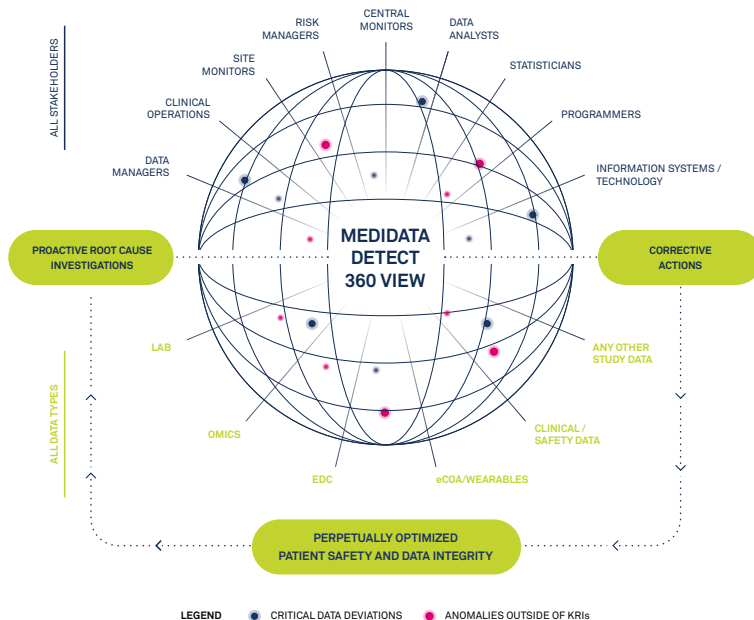 ALL STAKEHOLDERS
CENTRAL
MONITORS
RISK
MANAGERS
DATA
ANALYSTS
SITE
MONITORS
STATISTICIANS
CLINICAL
OPERATIONS
PROGRAMMERS
DATA
MANAGERS
INFORMATION SYSTEMS /
TECHNOLOGY
MEDIDATA
DETECT
360 VIEW
PROACTIVE ROOT CAUSE
INVESTIGATIONS
CORRECTIVE
ACTIONS
ALL DATA TYPES
LAB
ANY OTHER
STUDY DATA
OMICS
CLINICAL /
SAFETY DATA
EDC
eCOA/WEARABLES
PERPETUALLY OPTIMIZED
PATIENT SAFETY AND DATA INTEGRITY
LEGEND CRITICAL DATA DEVIATIONS ANOMALIES OUTSIDE OF KRIs